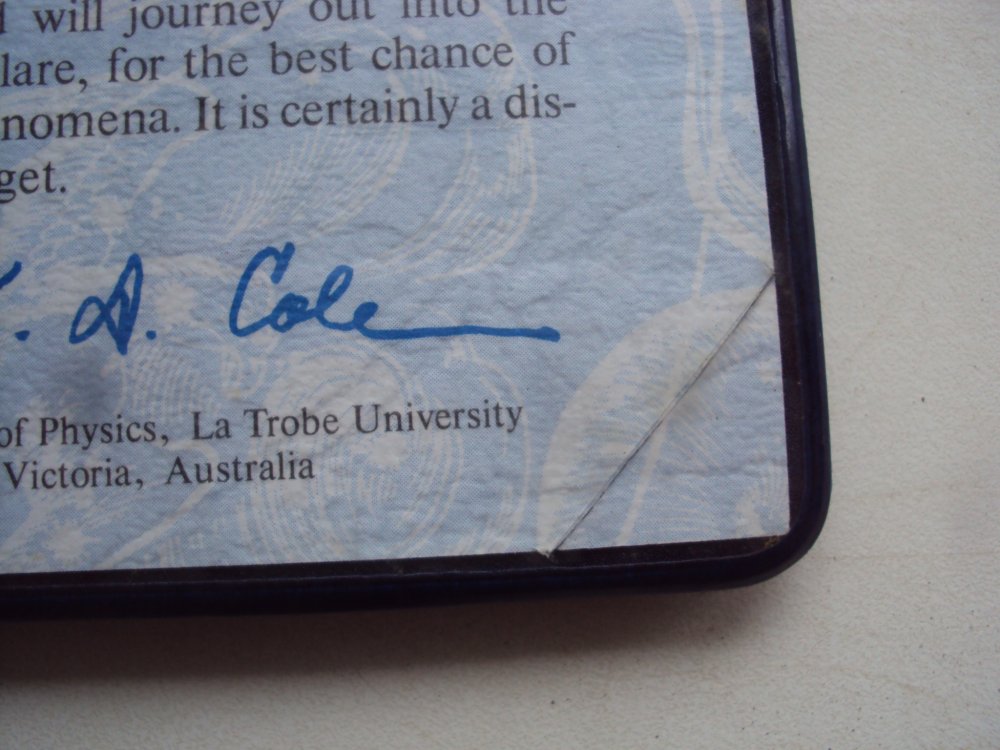 will journey out into the
lare, for the best chance of
nomena. It is certainly a dis-
get.
. A. Cole
of Physics, La Trobe University
Victoria, Australia